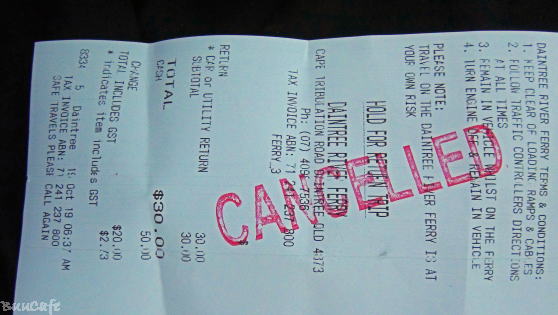 DAINTREE RIVER FERRY TERMS & CONDITIONS:
1. KEEP CLEAR OF LOADING RAMPS & CABLES
2. FOLLOW TRAFFIC CONTROLLERS DIRECTIONS
AT ALL TIMES
3. REMAIN IN VEHICLE WHILST ON THE FERRY
4. TURN ENGINE OFF & REMAIN IN VEHICLE
PLEASE NOTE:
TRAVEL ON THE DAINTREE RIVER FERRY IS AT
YOUR OWN RISK
HOLD FOR RETURN TRIP
DAINTREE RIVER FERRY
CAPE TRIBULATION ROAD DAINTREE QLD 4873
Ph: (07) 4098 7536
TAX INVOICE ABN: 71 241 237 800
FERRY 3
CANCELLED
RETURN
* CAR or UTILITY RETURN 30.00
SUBTOTAL 30.00
TOTAL $30.00
CASH 50.00
CHANGE $20.00
TOTAL INCLUDES GST $2.73
* indicates item includes GST
8334 5 Daintree 15 Oct 19 06:37 AM
TAX INVOICE ABN: 71 241 237 800
SAFE TRAVELS PLEASE CALL AGAIN
BuuCafe